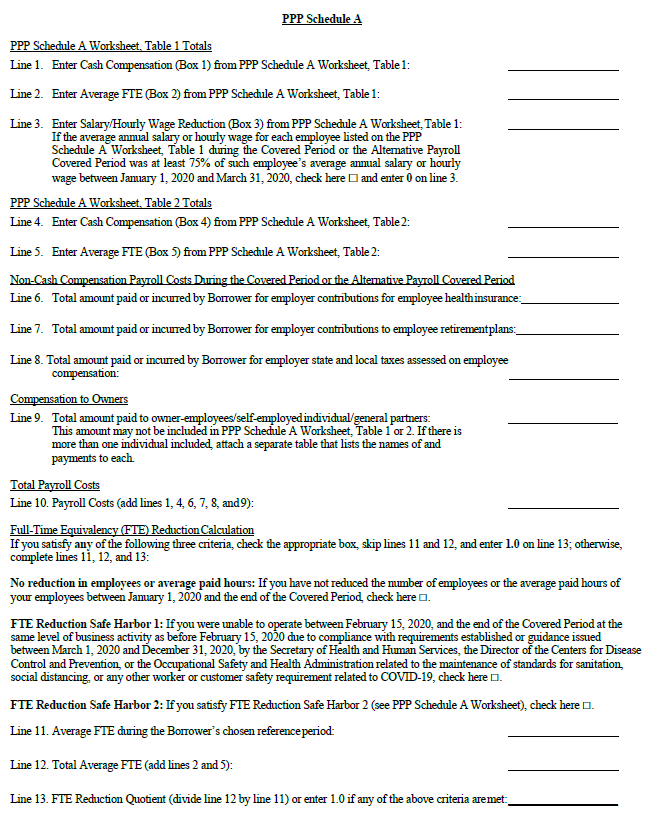 PPP Schedule A
PPP Schedule A Worksheet, Table 1 Totals
Line 1. Enter Cash Compensation (Box 1) from PPP Schedule A Worksheet, Table 1:
Line 2. Enter Average FTE (Box 2) from PPP Schedule A Worksheet, Table 1:
Line 3. Enter Salary/Hourly Wage Reduction (Box 3) from PPP Schedule A Worksheet, Table 1:
If the average annual salary or hourly wage for each employee listed on the PPP
Schedule A Worksheet, Table 1 during the Covered Period or the Alternative Payroll
Covered Period was at least 75% of such employee's average annual salary or hourly
wage between January 1, 2020 and March 31, 2020, check here ☐ and enter 0 on line 3.
PPP Schedule A Worksheet, Table 2 Totals
Line 4. Enter Cash Compensation (Box 4) from PPP Schedule A Worksheet, Table 2:
Line 5. Enter Average FTE (Box 5) from PPP Schedule A Worksheet, Table 2:
Non-Cash Compensation Payroll Costs During the Covered Period or the Alternative Payroll Covered Period
Line 6. Total amount paid or incurred by Borrower for employer contributions for employee health insurance:
Line 7. Total amount paid or incurred by Borrower for employer contributions to employee retirement plans:
Line 8. Total amount paid or incurred by Borrower for employer state and local taxes assessed on employee
compensation:
Compensation to Owners
Line 9. Total amount paid to owner-employees/self-employed individual/general partners:
This amount may not be included in PPP Schedule A Worksheet, Table 1 or 2. If there is
more than one individual included, attach a separate table that lists the names of and
payments to each.
Total Payroll Costs
Line 10. Payroll Costs (add lines 1, 4, 6, 7, 8, and 9):
Full-Time Equivalency (FTE) Reduction Calculation
If you satisfy any of the following three criteria, check the appropriate box, skip lines 11 and 12, and enter 1.0 on line 13; otherwise,
complete lines 11, 12, and 13:
No reduction in employees or average paid hours: If you have not reduced the number of employees or the average paid hours of
your employees between January 1, 2020 and the end of the Covered Period, check here ☐.
FTE Reduction Safe Harbor 1: If you were unable to operate between February 15, 2020, and the end of the Covered Period at the
same level of business activity as before February 15, 2020 due to compliance with requirements established or guidance issued
between March 1, 2020 and December 31, 2020, by the Secretary of Health and Human Services, the Director of the Centers for Disease
Control and Prevention, or the Occupational Safety and Health Administration related to the maintenance of standards for sanitation,
social distancing, or any other worker or customer safety requirement related to COVID-19, check here ☐.
FTE Reduction Safe Harbor 2: If you satisfy FTE Reduction Safe Harbor 2 (see PPP Schedule A Worksheet), check here ☐.
Line 11. Average FTE during the Borrower's chosen reference period:
Line 12. Total Average FTE (add lines 2 and 5):
Line 13. FTE Reduction Quotient (divide line 12 by line 11) or enter 1.0 if any of the above criteria are met: